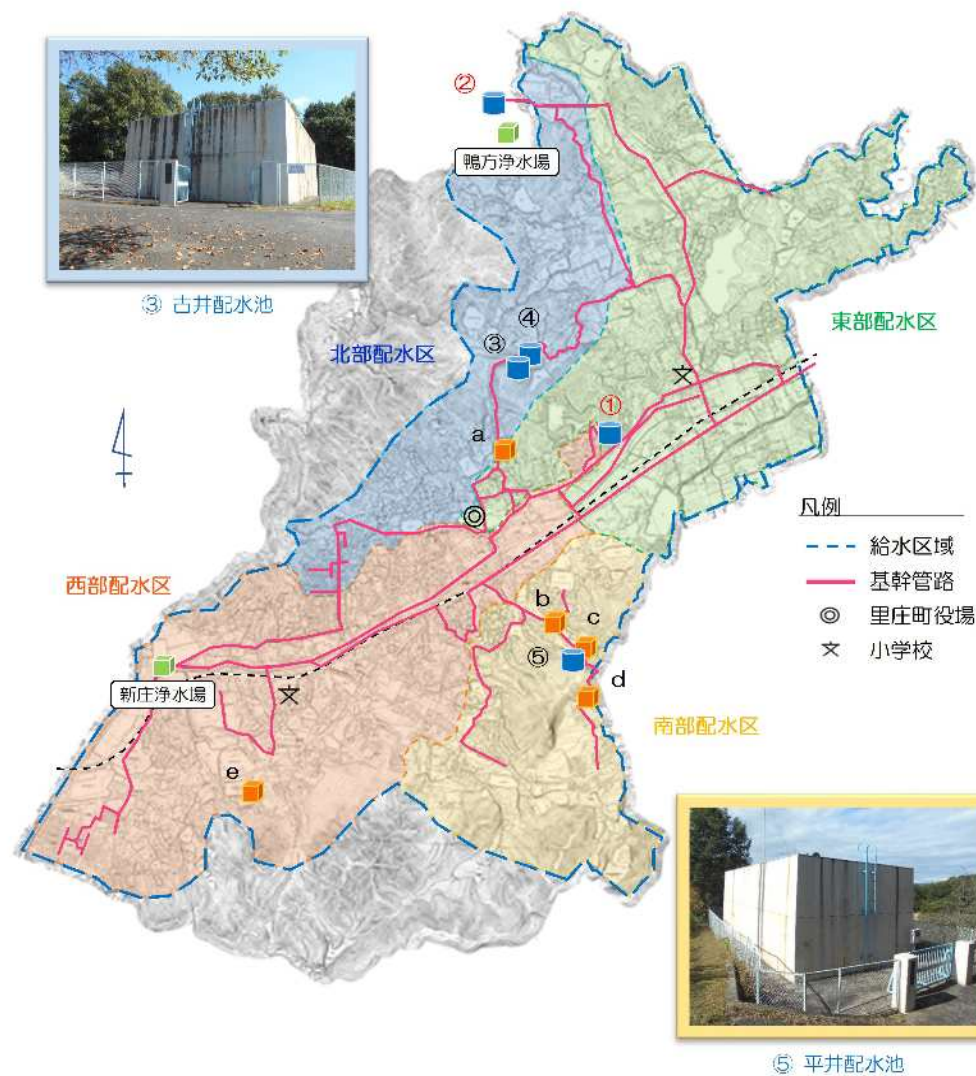 ②
鴨方浄水場
③ 古井配水池
東部配水区
北部配水区
④
③
①
a
凡例
給水区域
西部配水区
基幹管路
b
里庄町役場
c
小学校
⑤
新庄浄水場
d
南部配水区
e
⑤ 平井配水池